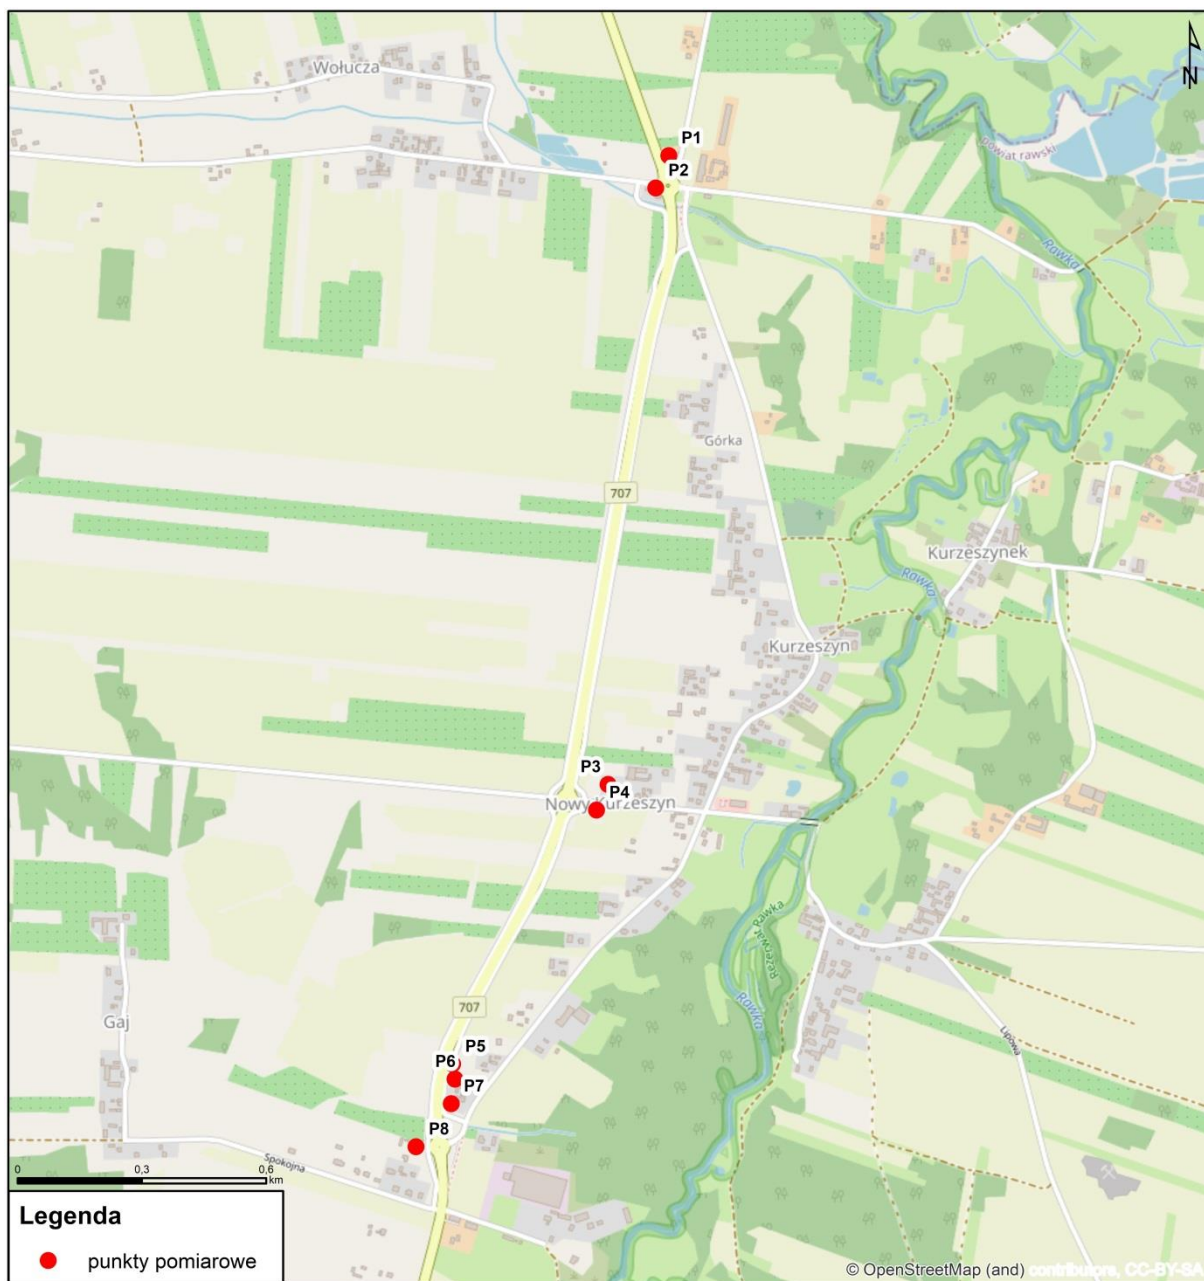 N
Wołucza
P1
P2
powiat rawski
Rawka
Górka
707
Kurzeszynek
Rawka
Kurzeszyn
P3
P4
Nowy Kurzeszyn
Rezerwat Rawka
Rawka
707
Gaj
Lipowa
P5
P6
P7
P8
Spokojna
0 0,3 0,6
km
Legenda
punkty pomiarowe
© OpenStreetMap (and) contributors, CC-BY-SA